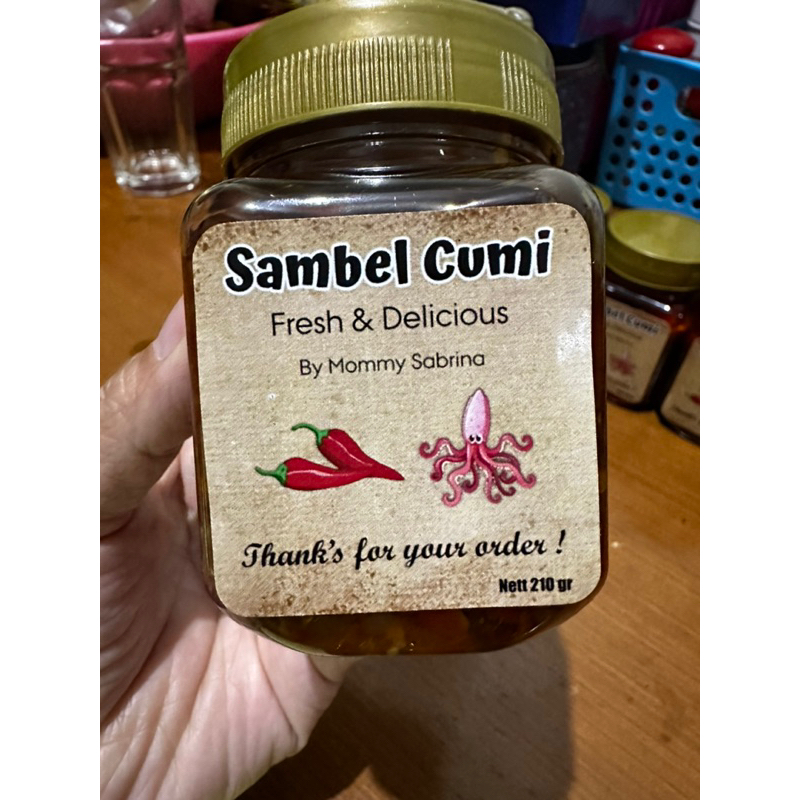 Sambel Cumi
Fresh & Delicious
By Mommy Sabrina
Thank's for your order !
Nett 210 gr